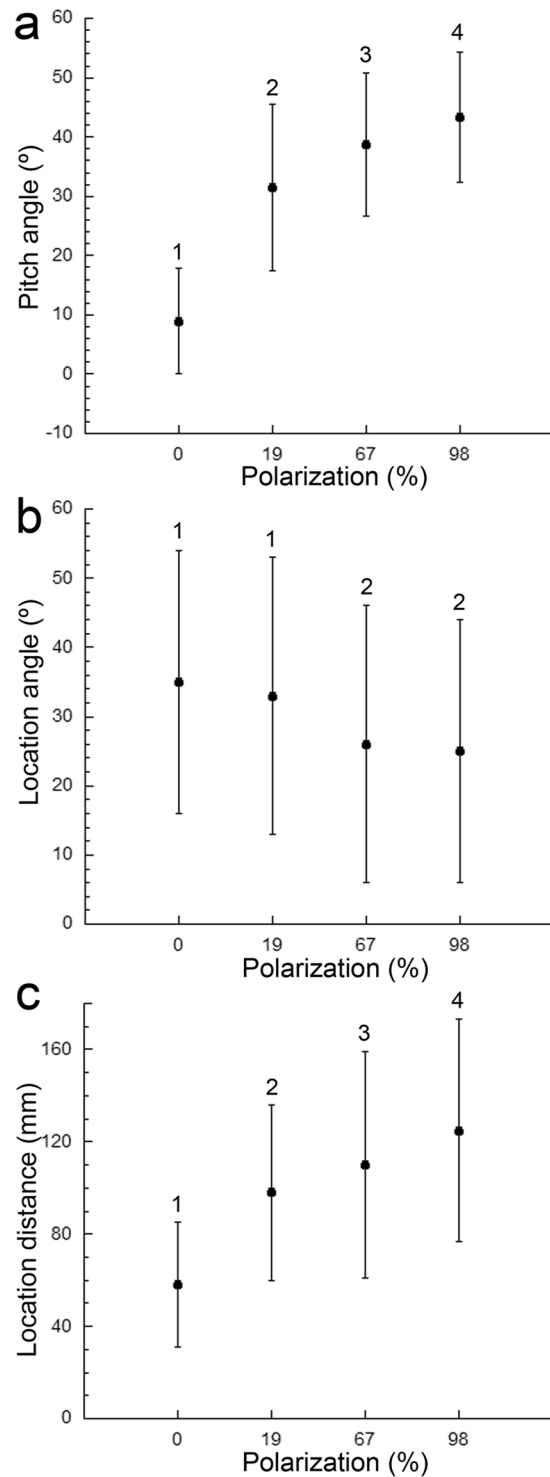 a
60
4
3
50
2
40
30
1
20
10
0
-10
Pitch angle (º)
0 19 67 98
Polarization (%)
b
60
1
1
50
2 2
40
30
20
10
0
Location angle (º)
0 19 67 98
Polarization (%)
c
4
160
3
2
120
1
80
40
0
Location distance (mm)
0 19 67 98
Polarization (%)